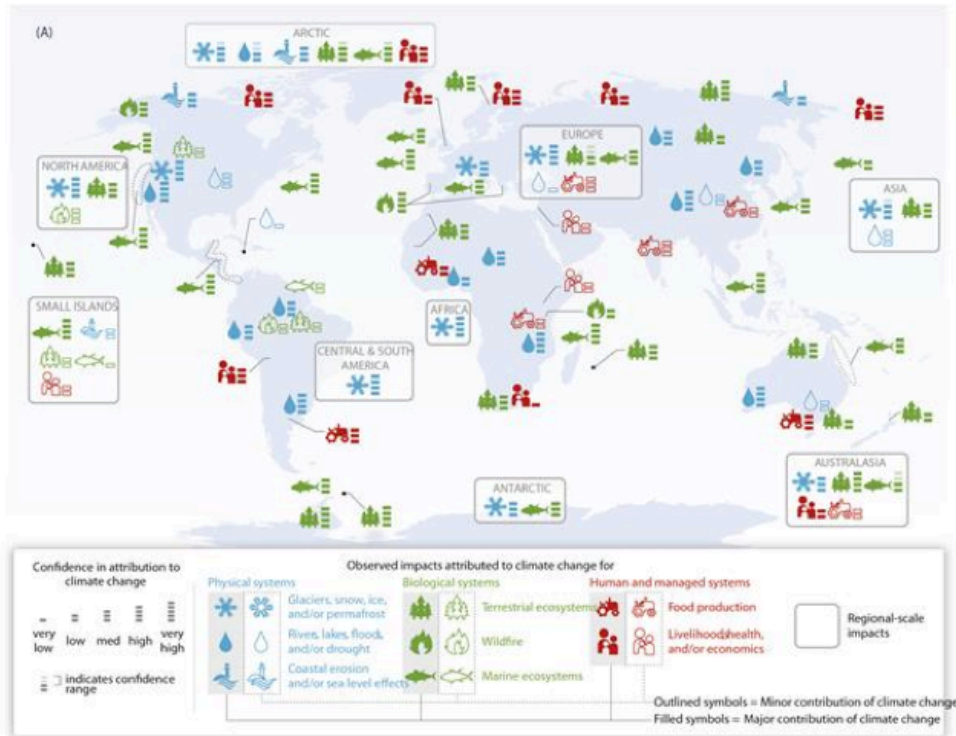 (A)
ARCTIC
EUROPE
NORTH AMERICA
ASIA
SMALL ISLANDS
AFRICA
CENTRAL & SOUTH
AMERICA
ANTARCTIC
AUSTRALASIA
Confidence in attribution to
climate change
very
low
low
med
high
very
high
indicates confidence
range
Observed impacts attributed to climate change for
Physical systems
Glaciers, snow, ice,
and/or permafrost
Rivers, lakes, floods,
and/or drought
Coastal erosion
and/or sea level effects
Biological systems
Terrestrial ecosystems
Wildfire
Marine ecosystems
Human and managed systems
Food production
Livelihoods, health,
and/or economics
Regional-scale
impacts
Outlined symbols = Minor contribution of climate change
Filled symbols = Major contribution of climate change